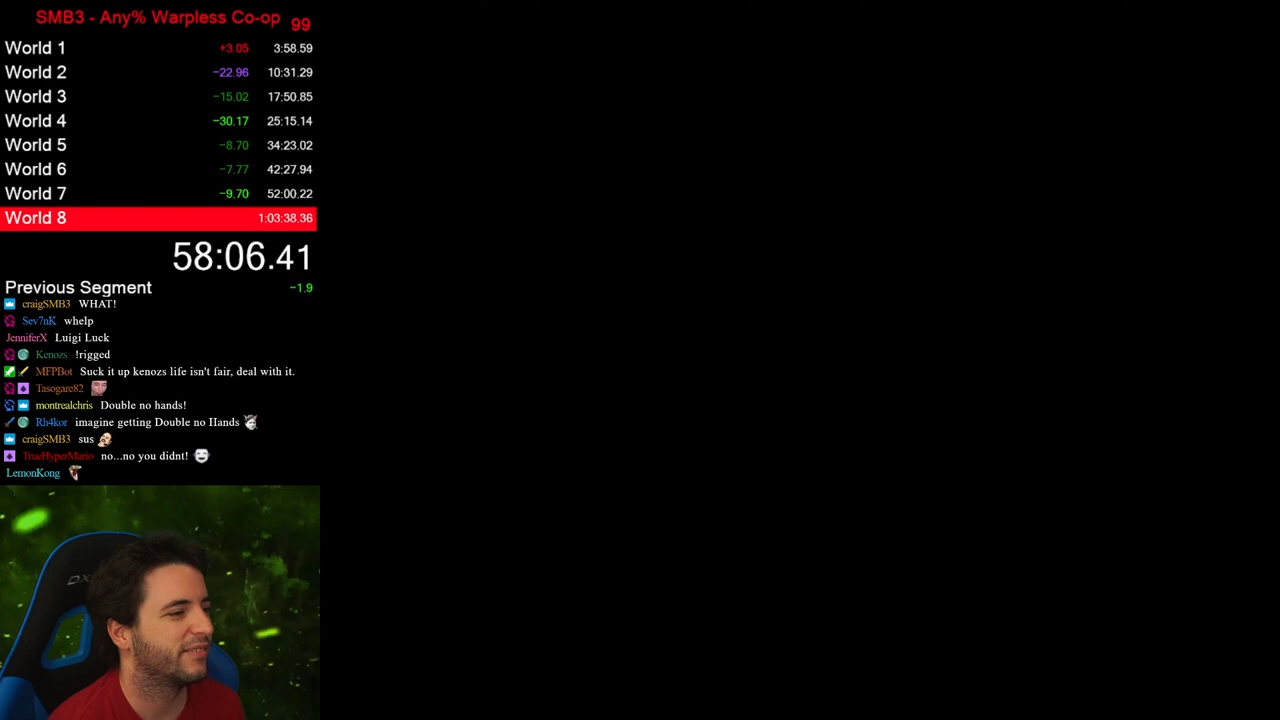 SMB3 - Any% Warpless Co-op 99
World 1 +3.05 3:58.59
World 2 −22.96 10:31.29
World 3 −15.02 17:50.85
World 4 −30.17 25:15.14
World 5 −8.70 34:23.02
World 6 −7.77 42:27.94
World 7 −9.70 52:00.22
World 8 1:03:38.36
58:06.41
Previous Segment −1.9
craigSMB3 WHAT!
Sev7nK whelp
JenniferX Luigi Luck
Kenozs !rigged
MFPBot Suck it up kenozs life isn't fair, deal with it.
Tasogare82
montrealchris Double no hands!
Rh4kor imagine getting Double no Hands
craigSMB3 sus
TrueHyperMario no...no you didnt!
LemonKong
DX